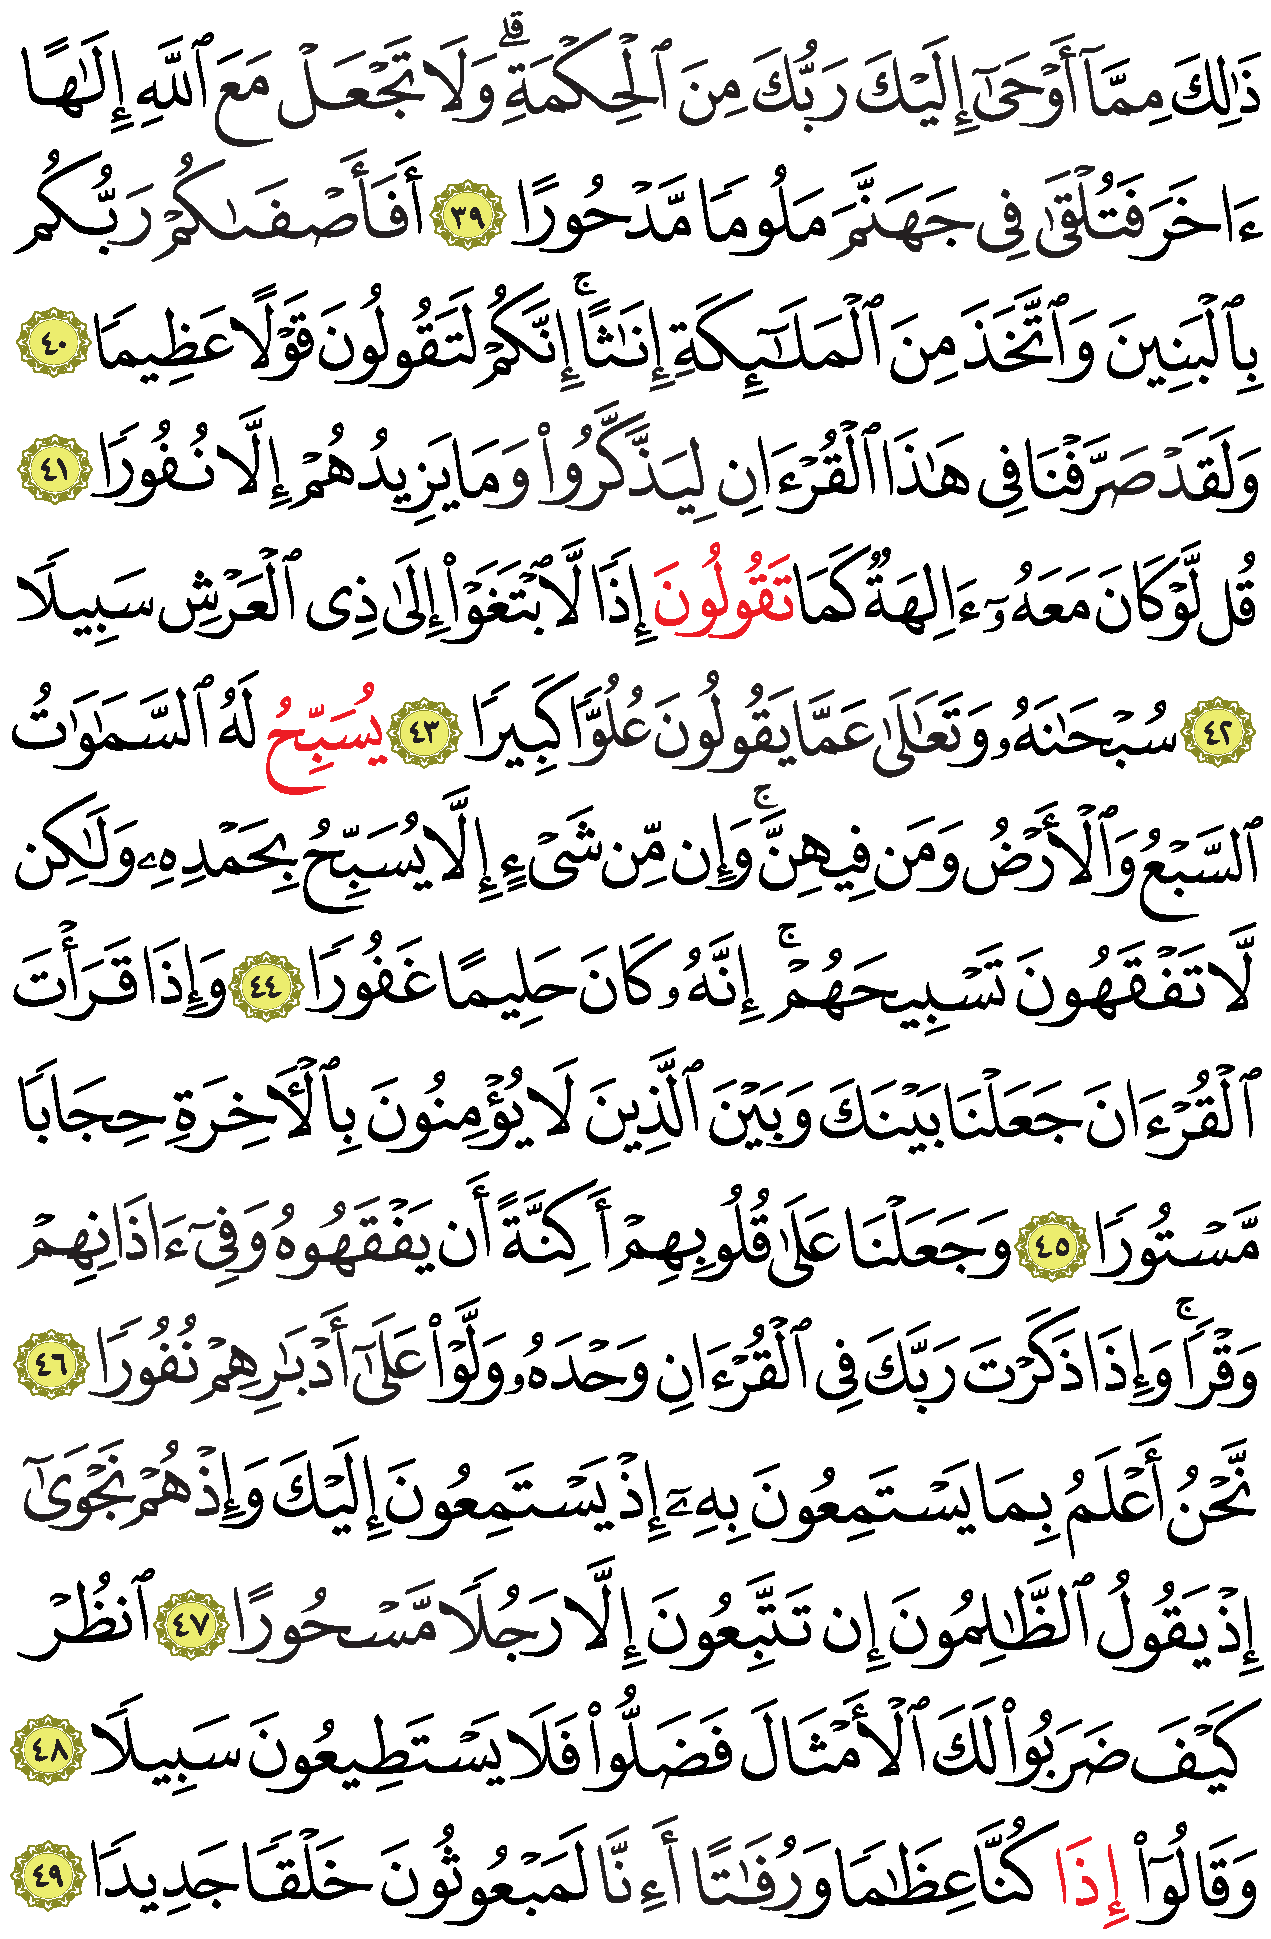 ذَٰلِكَ مِمَّآ أَوْحَىٰٓ إِلَيْكَ رَبُّكَ مِنَ ٱلْحِكْمَةِ ۗ وَلَا تَجْعَلْ مَعَ ٱللَّهِ إِلَٰهًا
ءَاخَرَ فَتُلْقَىٰ فِى جَهَنَّمَ مَلُومًا مَّدْحُورًا ٣٩ أَفَأَصْفَىٰكُمْ رَبُّكُم
بِٱلْبَنِينَ وَٱتَّخَذَ مِنَ ٱلْمَلَٰٓئِكَةِ إِنَٰثًا ۚ إِنَّكُمْ لَتَقُولُونَ قَوْلًا عَظِيمًا ٤٠
وَلَقَدْ صَرَّفْنَا فِى هَٰذَا ٱلْقُرْءَانِ لِيَذَّكَّرُوا۟ وَمَا يَزِيدُهُمْ إِلَّا نُفُورًا ٤١
قُل لَّوْ كَانَ مَعَهُۥٓ ءَالِهَةٌ كَمَا تَقُولُونَ إِذًا لَّٱبْتَغَوْا۟ إِلَىٰ ذِى ٱلْعَرْشِ سَبِيلًا
٤٢ سُبْحَٰنَهُۥ وَتَعَٰلَىٰ عَمَّا يَقُولُونَ عُلُوًّا كَبِيرًا ٤٣ يُسَبِّحُ لَهُ ٱلسَّمَٰوَٰتُ
ٱلسَّبْعُ وَٱلْأَرْضُ وَمَن فِيهِنَّ ۚ وَإِن مِّن شَىْءٍ إِلَّا يُسَبِّحُ بِحَمْدِهِۦ وَلَٰكِن
لَّا تَفْقَهُونَ تَسْبِيحَهُمْ ۚ إِنَّهُۥ كَانَ حَلِيمًا غَفُورًا ٤٤ وَإِذَا قَرَأْتَ
ٱلْقُرْءَانَ جَعَلْنَا بَيْنَكَ وَبَيْنَ ٱلَّذِينَ لَا يُؤْمِنُونَ بِٱلْأَخِرَةِ حِجَابًا
مَّسْتُورًا ٤٥ وَجَعَلْنَا عَلَىٰ قُلُوبِهِمْ أَكِنَّةً أَن يَفْقَهُوهُ وَفِىٓ ءَاذَانِهِمْ
وَقْرًا ۚ وَإِذَا ذَكَرْتَ رَبَّكَ فِى ٱلْقُرْءَانِ وَحْدَهُۥ وَلَّوْا۟ عَلَىٰٓ أَدْبَٰرِهِمْ نُفُورًا ٤٦
نَّحْنُ أَعْلَمُ بِمَا يَسْتَمِعُونَ بِهِۦٓ إِذْ يَسْتَمِعُونَ إِلَيْكَ وَإِذْ هُمْ نَجْوَىٰٓ
إِذْ يَقُولُ ٱلظَّٰلِمُونَ إِن تَتَّبِعُونَ إِلَّا رَجُلًا مَّسْحُورًا ٤٧ ٱنظُرْ
كَيْفَ ضَرَبُوا۟ لَكَ ٱلْأَمْثَالَ فَضَلُّوا۟ فَلَا يَسْتَطِيعُونَ سَبِيلًا ٤٨
وَقَالُوٓا۟ إِذَا كُنَّا عِظَٰمًا وَرُفَٰتًا أَءِنَّا لَمَبْعُوثُونَ خَلْقًا جَدِيدًا ٤٩